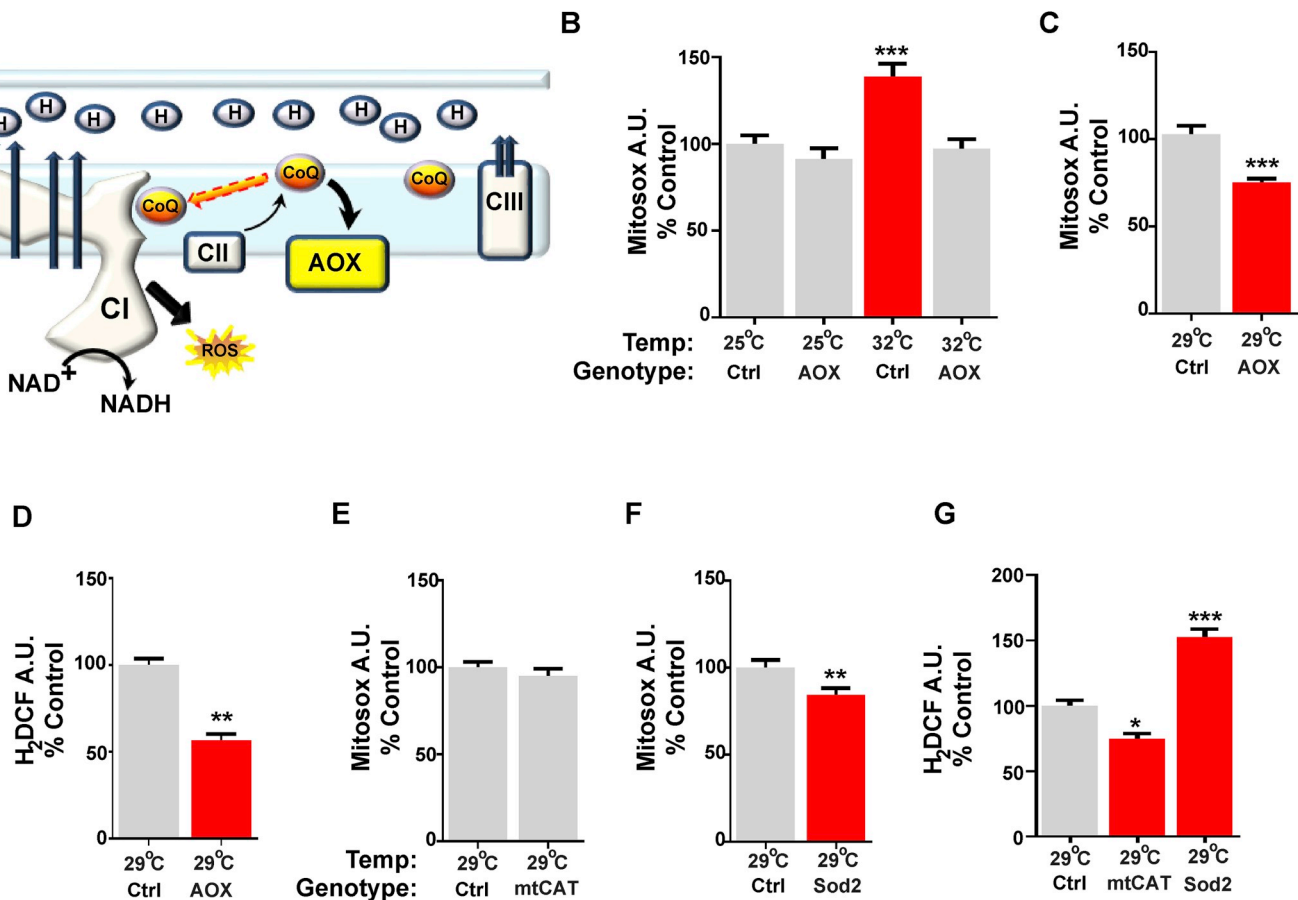 B
C
H H H H H H H H H
CoQ CoQ CoQ
CIII
CII
AOX
CI
ROS
NAD+
NADH
Mitosox A.U.
% Control
150
100
50
0
***
Temp: 25°C 25°C 32°C 32°C
Genotype: Ctrl AOX Ctrl AOX
Mitosox A.U.
% Control
150
100
50
0
***
29°C 29°C
Ctrl AOX
D
E
F
G
H2DCF A.U.
% Control
150
100
50
0
**
29°C 29°C
Ctrl AOX
Mitosox A.U.
% Control
150
100
50
0
Temp: 29°C 29°C
Genotype: Ctrl mtCAT
Mitosox A.U.
% Control
150
100
50
0
**
29°C 29°C
Ctrl Sod2
H2DCF A.U.
% Control
200
150
100
50
0
*
***
29°C 29°C 29°C
Ctrl mtCAT Sod2